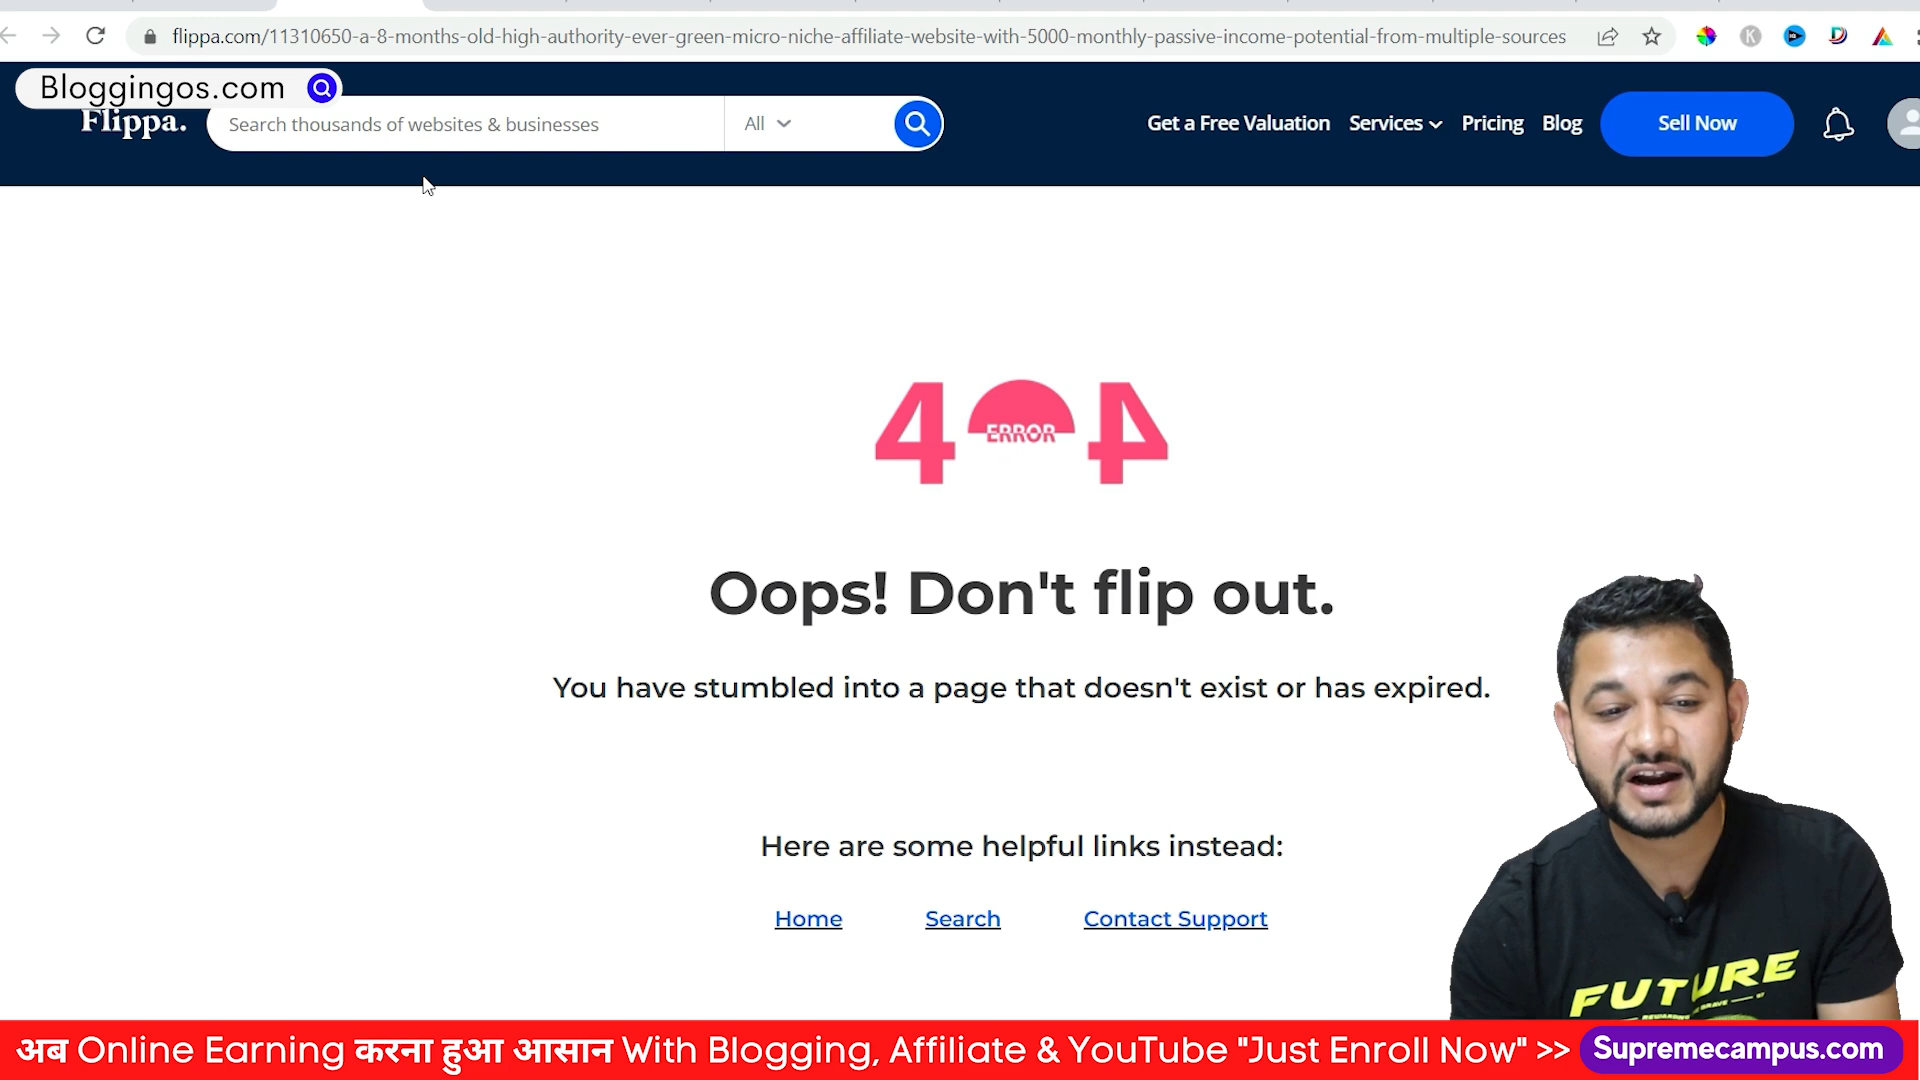 flippa.com/11310650-a-8-months-old-high-authority-ever-green-micro-niche-affiliate-website-with-5000-monthly-passive-income-potential-from-multiple-sources
Bloggingos.com
Flippa.
Search thousands of websites & businesses
All
Get a Free Valuation
Services
Pricing
Blog
Sell Now
404
ERROR
Oops! Don't flip out.
You have stumbled into a page that doesn't exist or has expired.
Here are some helpful links instead:
Home
Search
Contact Support
FUTURE
अब Online Earning करना हुआ आसान With Blogging, Affiliate & YouTube "Just Enroll Now" >> Supremecampus.com